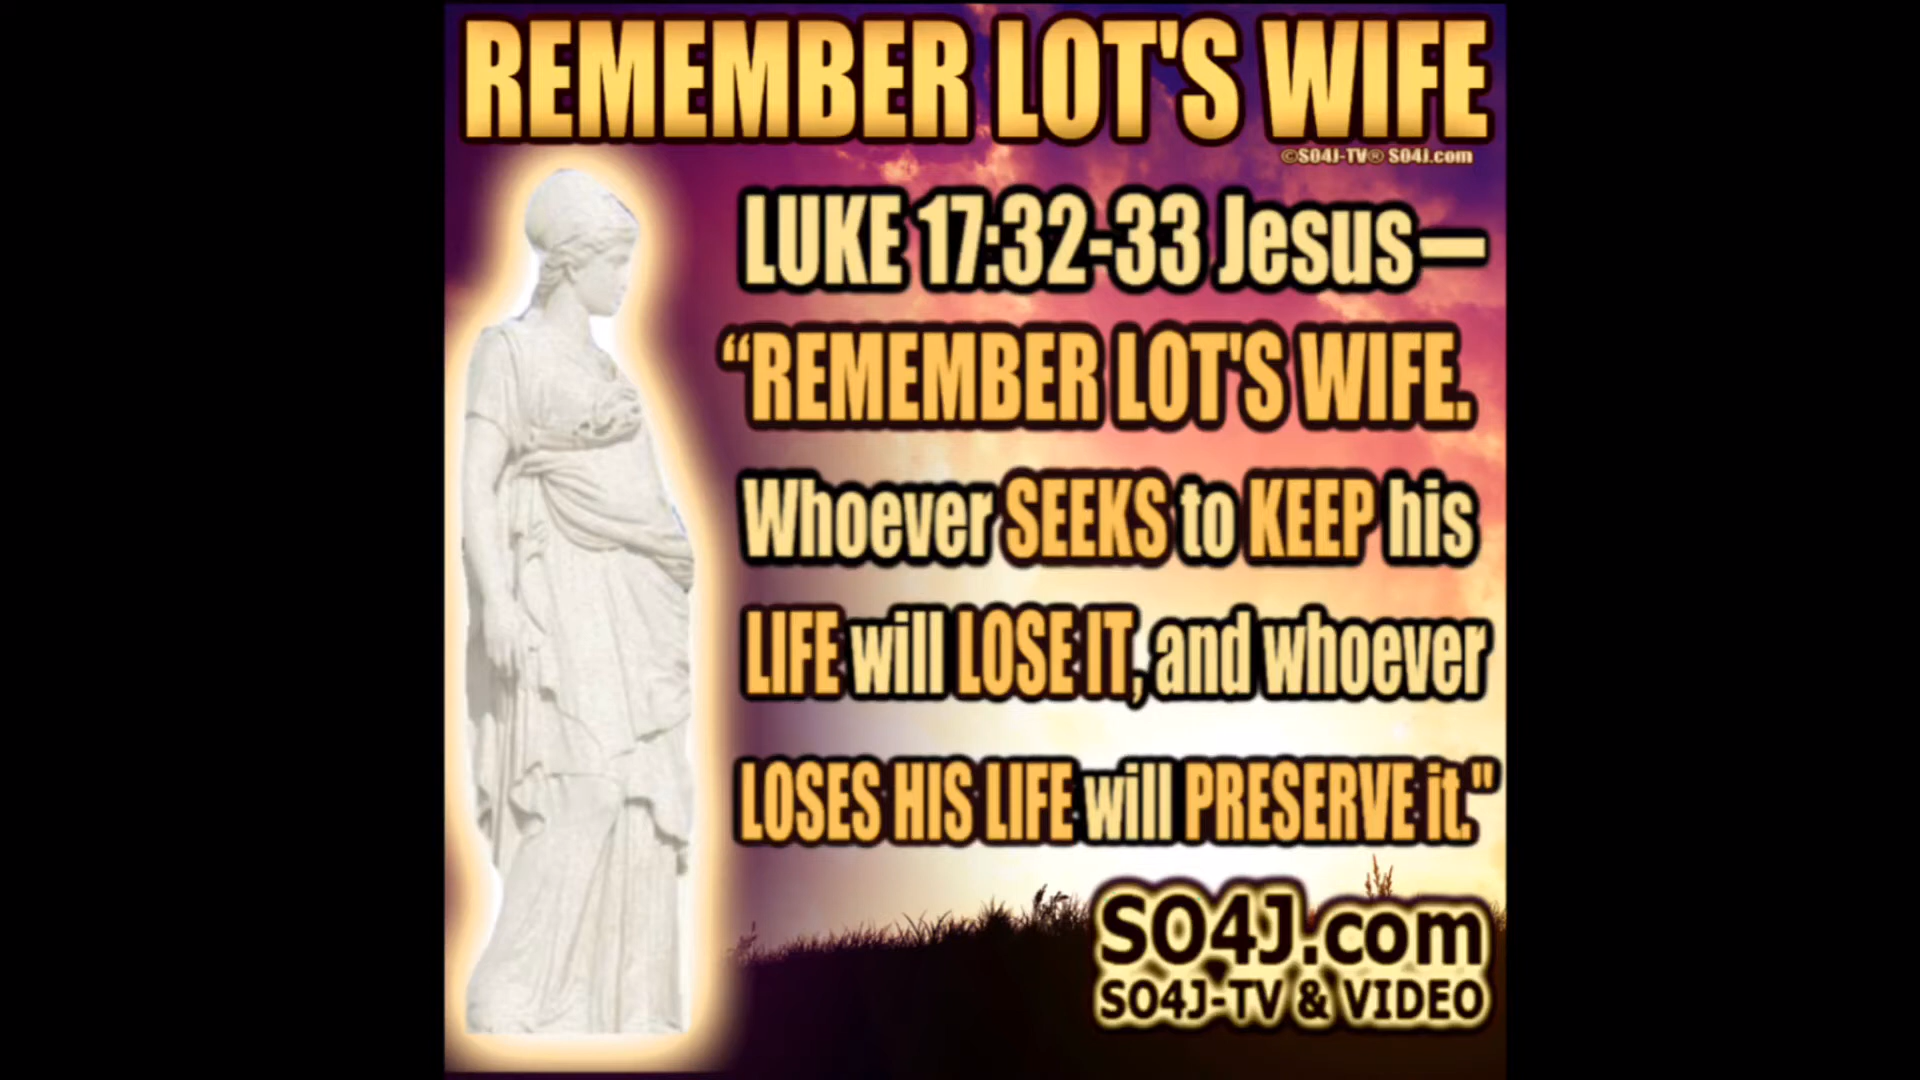 REMEMBER LOT'S WIFE
©SO4J-TV® SO4J.com
LUKE 17:32-33 Jesus—
“REMEMBER LOT'S WIFE.
Whoever SEEKS to KEEP his
LIFE will LOSE IT, and whoever
LOSES HIS LIFE will PRESERVE it."
SO4J.com
SO4J-TV & VIDEO